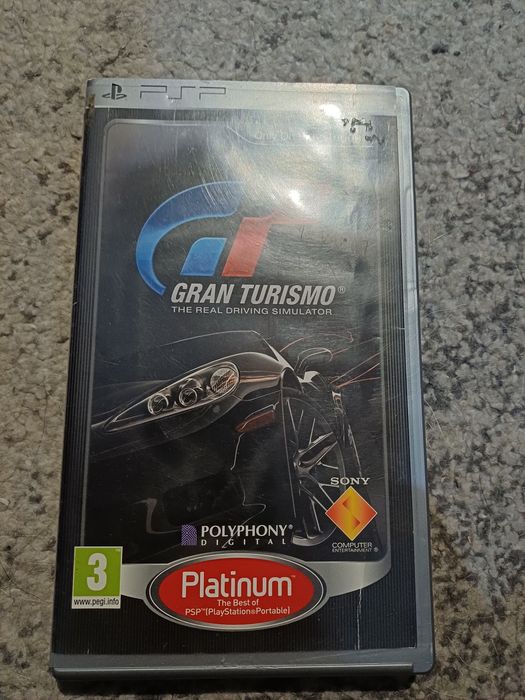 PSP
GRAN TURISMO®
THE REAL DRIVING SIMULATOR
SONY
POLYPHONY®
DIGITAL
COMPUTER
ENTERTAINMENT®
3
www.pegi.info
Platinum
The Best of
PSP™(PlayStation®Portable)